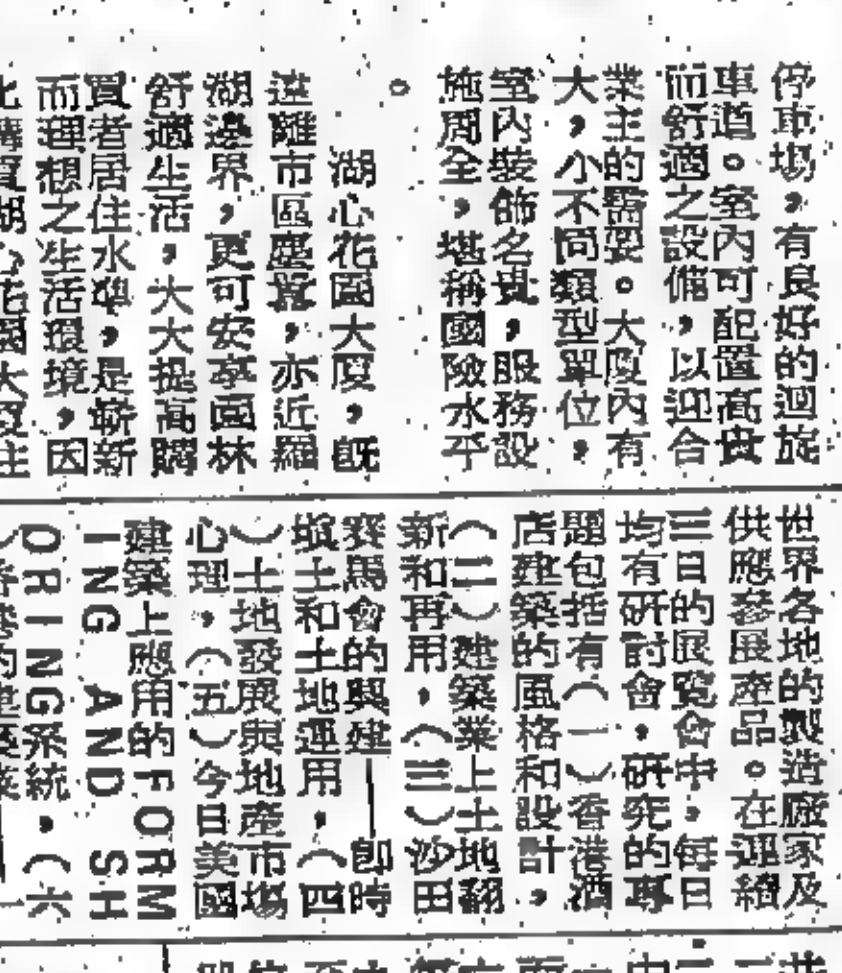 停車場，有良好的迴旋
車道。室內可配置高貴
而舒適之設備，以迎合
業主的需要。大廈內有
大，小不同類型單位，
室內裝飾名貴，服務設
施周全，堪稱國險水平
。
湖心花園大廈，既
遠離市區塵囂，亦近羅
湖邊界，更可安享園林
舒適生活，大大提高購
買者居住水準，是嶄新
而理想之生活環境，因
世界各地的製造廠家及
供應參展產品。在連續
三日的展覽會中，每日
均有研討會，研究的專
題包括有（一）香港酒
店建築的風格和設計，
（二）建築業上土地翻
新和再用，（三）沙田
賽馬會的興建—即時
填土和土地運用，（四
）土地發展與地產市場
心理，（五）今日美國
建築上應用的FORM
ING AND SH
ORING系統，（六